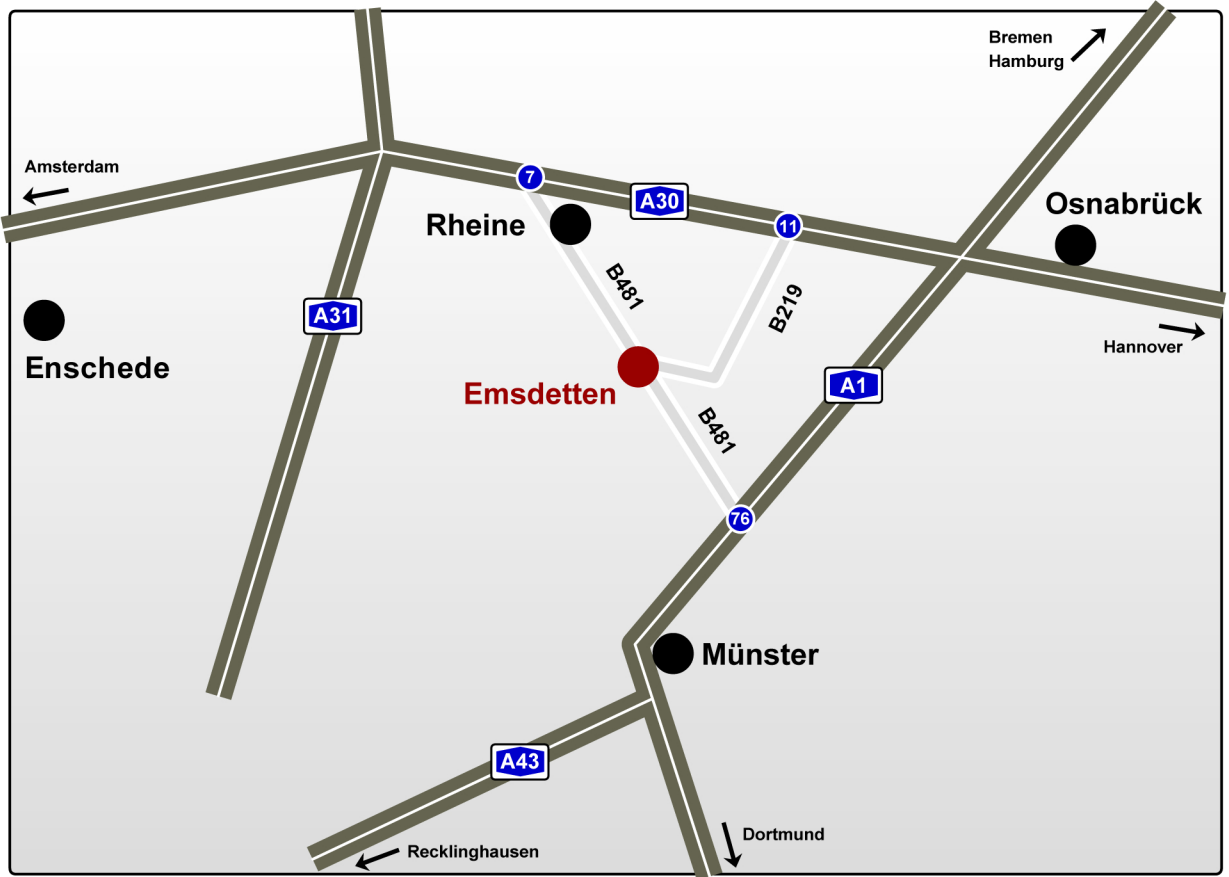 Bremen
Hamburg
Amsterdam
7
A30
Rheine
11
Osnabrück
B481
B219
A31
Hannover
Enschede
Emsdetten
A1
B481
76
Münster
A43
Dortmund
Recklinghausen